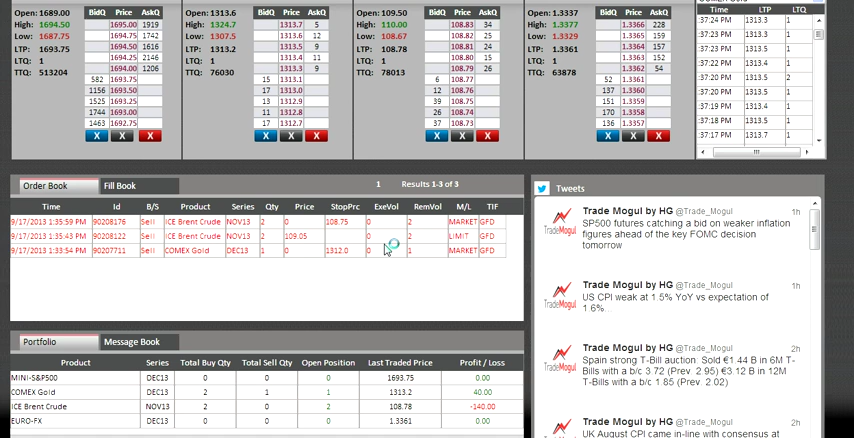 Open: 1689.00
High: 1694.50
Low: 1687.75
LTP: 1693.75
LTQ: 1
TTQ: 513204
BidQ Price AskQ
1695.00 1919
1694.75 1742
1694.50 1616
1694.25 2146
1694.00 1206
582 1693.75
1156 1693.50
1525 1693.25
1744 1693.00
1463 1692.75
X X X
Open: 1313.6
High: 1324.7
Low: 1307.5
LTP: 1313.2
LTQ: 1
TTQ: 76030
BidQ Price AskQ
1313.7 5
1313.6 12
1313.5 9
1313.4 11
1313.3 9
15 1313.1
17 1313.0
13 1312.9
11 1312.8
17 1312.7
X X X
Open: 109.50
High: 110.00
Low: 108.67
LTP: 108.78
LTQ: 1
TTQ: 78013
BidQ Price AskQ
108.83 34
108.82 25
108.81 24
108.80 15
108.79 26
6 108.77
12 108.76
39 108.75
26 108.74
37 108.73
X X X
Open: 1.3337
High: 1.3377
Low: 1.3329
LTP: 1.3361
LTQ: 1
TTQ: 63878
BidQ Price AskQ
1.3366 228
1.3365 159
1.3364 157
1.3363 152
1.3362 54
52 1.3361
137 1.3360
151 1.3359
170 1.3358
136 1.3357
X X X
Time LTP LTQ
:37:24 PM 1313.3 1
:37:23 PM 1313.5 1
:37:23 PM 1313.5 1
:37:22 PM 1313.4 1
:37:20 PM 1313.5 2
:37:20 PM 1313.5 1
:37:19 PM 1313.4 1
:37:18 PM 1313.5 1
:37:17 PM 1313.7 1
Order Book Fill Book 1 Results 1-3 of 3
Time Id B/S Product Series Qty Price StopPrc ExeVol RemVol M/L TIF
9/17/2013 1:35:59 PM 90208176 Sell ICE Brent Crude NOV13 2 0 108.75 0 2 MARKET GFD
9/17/2013 1:35:43 PM 90208122 Sell ICE Brent Crude NOV13 2 109.05 0 2 LIMIT GFD
9/17/2013 1:33:54 PM 90207711 Sell COMEX Gold DEC13 1 0 1312.0 0 1 MARKET GFD
Portfolio Message Book
Product Series Total Buy Qty Total Sell Qty Open Position Last Traded Price Profit / Loss
MINI-S&P500 DEC13 0 0 0 1693.75 0.00
COMEX Gold DEC13 2 1 1 1313.2 40.00
ICE Brent Crude NOV13 2 0 2 108.78 -140.00
EURO-FX DEC13 0 0 0 1.3361 0.00
Tweets
TradeMogul
Trade Mogul by HG @Trade_Mogul 1h
SP500 futures catching a bid on weaker inflation
figures ahead of the key FOMC decision
tomorrow
TradeMogul
Trade Mogul by HG @Trade_Mogul 1h
US CPI weak at 1.5% YoY vs expectation of
1 6%...
TradeMogul
Trade Mogul by HG @Trade_Mogul 2h
Spain strong T-Bill auction: Sold €1.44 B in 6M T-
Bills with a b/c 3.72 (Prev 2.95) €3.12 B in 12M
T-Bills with a b/c 1.85 (Prev. 2.02)
Trade Mogul by HG @Trade_Mogul 2h
UK August CPI came in-line with consensus at